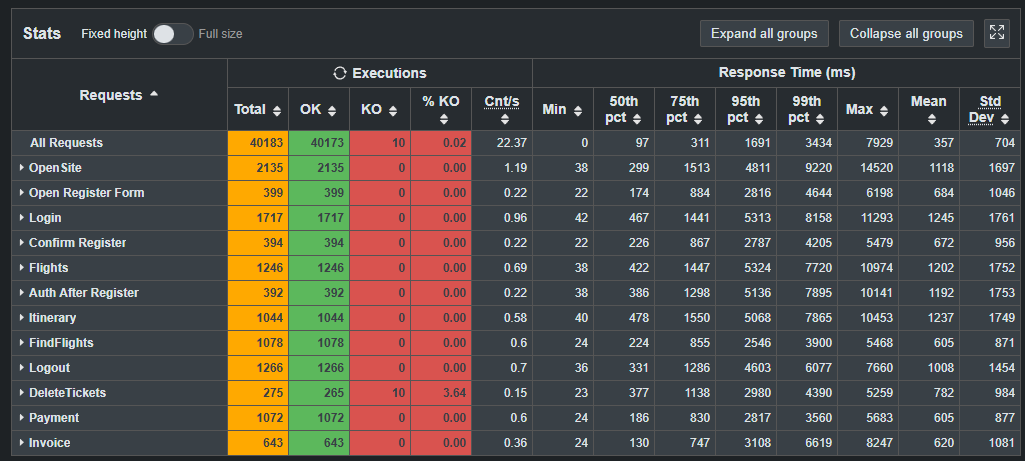 Stats Fixed height Full size Expand all groups Collapse all groups
Requests Executions Response Time (ms)
Total OK KO % KO Cnt/s Min 50th pct 75th pct 95th pct 99th pct Max Mean Std Dev
All Requests 40183 40173 10 0.02 22.37 0 97 311 1691 3434 7929 357 704
OpenSite 2135 2135 0 0.00 1.19 38 299 1513 4811 9220 14520 1118 1697
Open Register Form 399 399 0 0.00 0.22 22 174 884 2816 4644 6198 684 1046
Login 1717 1717 0 0.00 0.96 42 467 1441 5313 8158 11293 1245 1761
Confirm Register 394 394 0 0.00 0.22 22 226 867 2787 4205 5479 672 956
Flights 1246 1246 0 0.00 0.69 38 422 1447 5324 7720 10974 1202 1752
Auth After Register 392 392 0 0.00 0.22 38 386 1298 5136 7895 10141 1192 1753
Itinerary 1044 1044 0 0.00 0.58 40 478 1550 5068 7865 10453 1237 1749
FindFlights 1078 1078 0 0.00 0.6 24 224 855 2546 3900 5468 605 871
Logout 1266 1266 0 0.00 0.7 36 331 1286 4603 6077 7660 1008 1454
DeleteTickets 275 265 10 3.64 0.15 23 377 1138 2980 4390 5259 782 984
Payment 1072 1072 0 0.00 0.6 24 186 830 2817 3560 5683 605 877
Invoice 643 643 0 0.00 0.36 24 130 747 3108 6619 8247 620 1081